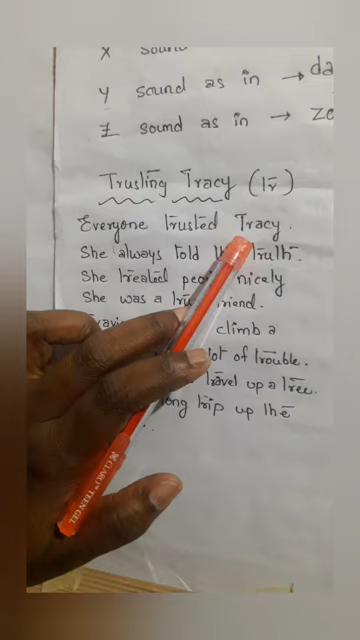 X sound
Y sound as in → da
Z sound as in → ze
Trusting Tracy (tr)
Everyone trusted Tracy.
She always told the truth.
She treated people nicely
She was a true friend.
climb a
lot of trouble.
travel up a tree.
long trip up the
CLARO TEEN GEL